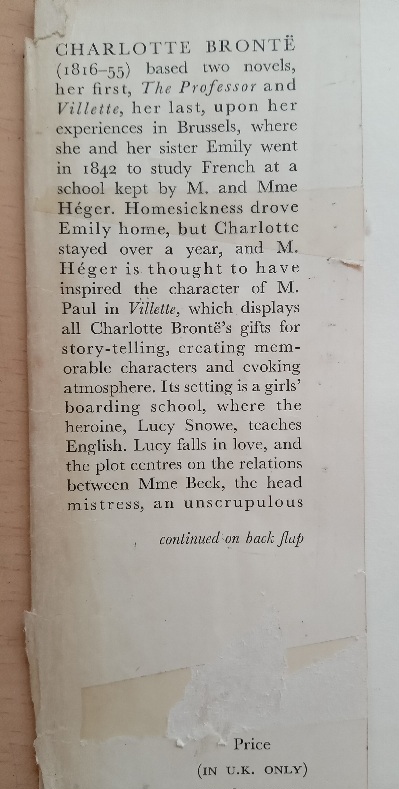 CHARLOTTE BRONTË
(1816–55) based two novels,
her first, The Professor and
Villette, her last, upon her
experiences in Brussels, where
she and her sister Emily went
in 1842 to study French at a
school kept by M. and Mme
Héger. Homesickness drove
Emily home, but Charlotte
stayed over a year, and M.
Héger is thought to have
inspired the character of M.
Paul in Villette, which displays
all Charlotte Brontë's gifts for
story-telling, creating mem-
orable characters and evoking
atmosphere. Its setting is a girls'
boarding school, where the
heroine, Lucy Snowe, teaches
English. Lucy falls in love, and
the plot centres on the relations
between Mme Beck, the head
mistress, an unscrupulous
continued on back flap
Price
(IN U.K. ONLY)